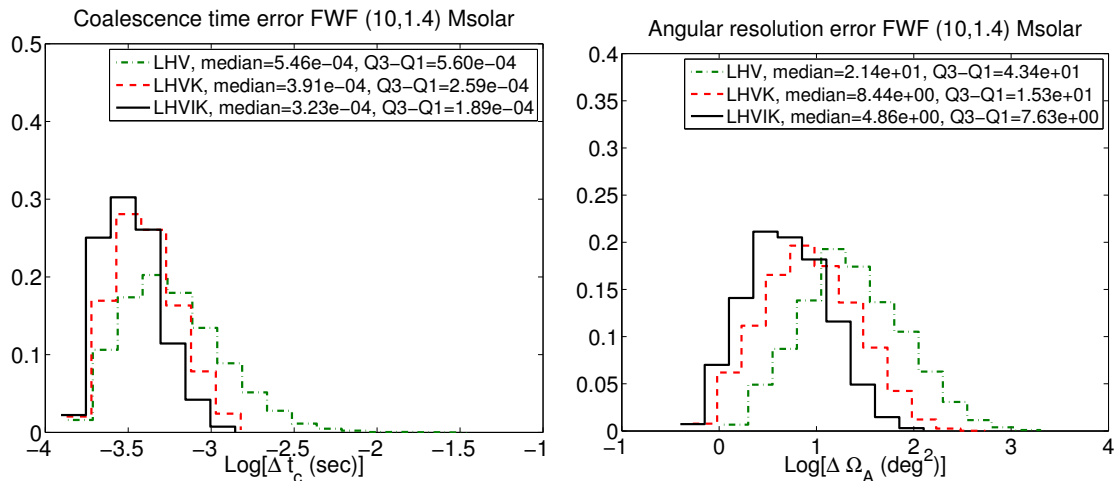 Coalescence time error FWF (10,1.4) Msolar
0.5
0.4
0.3
0.2
0.1
0
LHV, median=5.46e−04, Q3−Q1=5.60e−04
LHVK, median=3.91e−04, Q3−Q1=2.59e−04
LHVIK, median=3.23e−04, Q3−Q1=1.89e−04
−4 −3.5 −3 −2.5 −2 −1.5 −1
Log[Δ t_c (sec)]
Angular resolution error FWF (10,1.4) Msolar
0.4
0.35
0.3
0.25
0.2
0.15
0.1
0.05
0
LHV, median=2.14e+01, Q3−Q1=4.34e+01
LHVK, median=8.44e+00, Q3−Q1=1.53e+01
LHVIK, median=4.86e+00, Q3−Q1=7.63e+00
−1 0 1 2 3 4
Log[Δ Ω_A (deg²)]